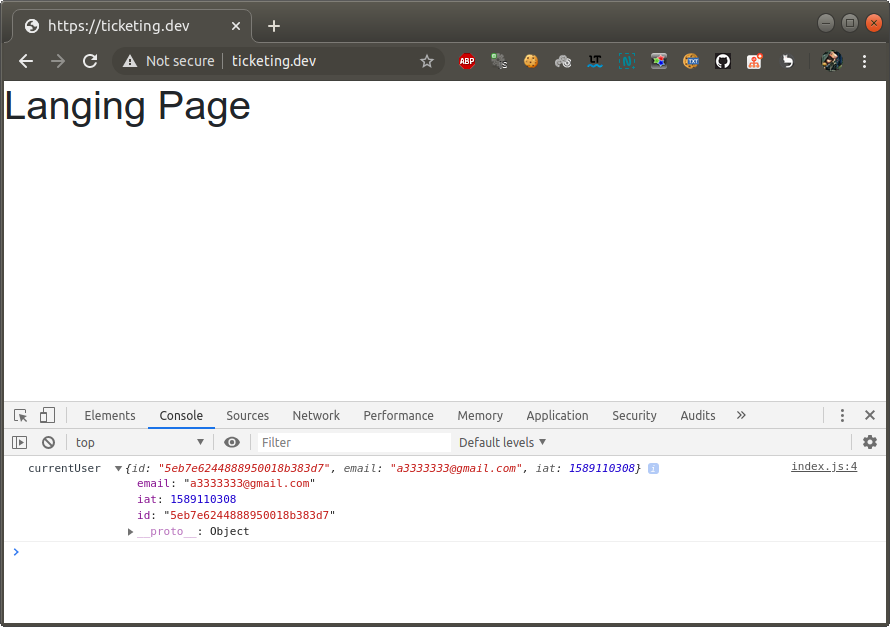 https://ticketing.dev
Not secure ticketing.dev
ABP LT N TXT
Langing Page
Elements Console Sources Network Performance Memory Application Security Audits
top Filter Default levels
currentUser {id: "5eb7e6244888950018b383d7", email: "a3333333@gmail.com", iat: 1589110308} i index.js:4
email: "a3333333@gmail.com"
iat: 1589110308
id: "5eb7e6244888950018b383d7"
__proto__: Object